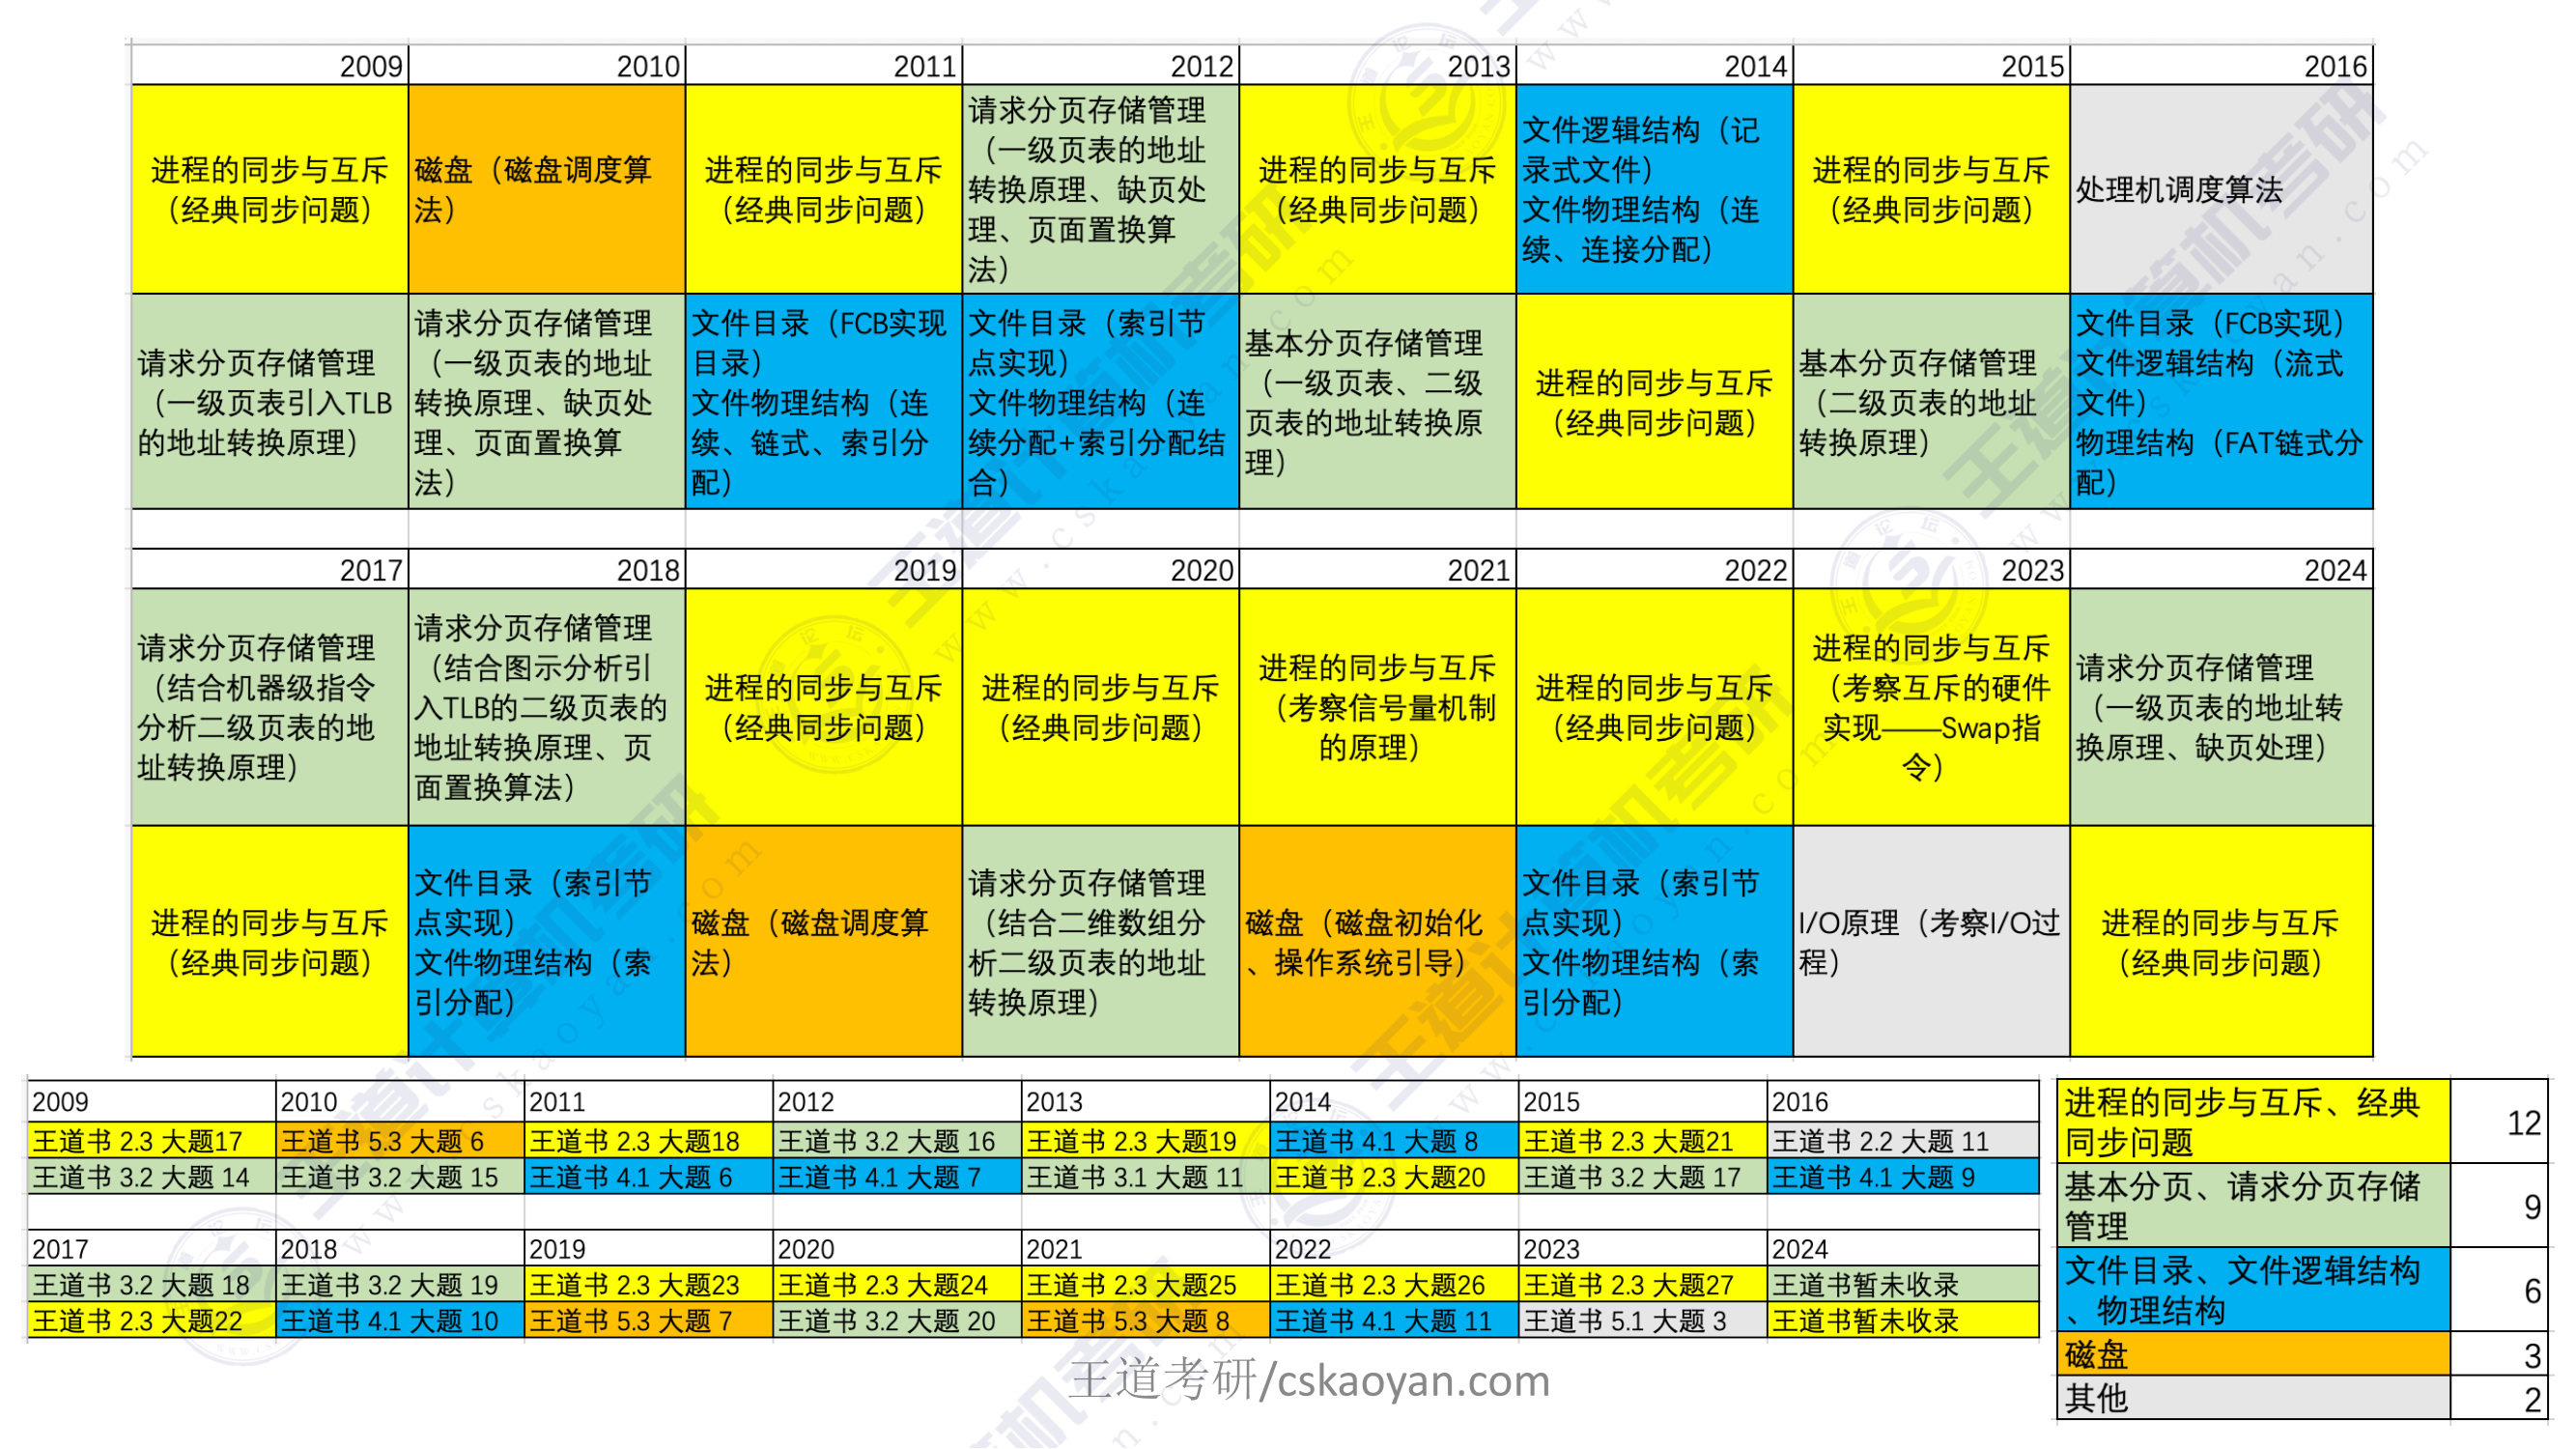 2009 2010 2011 2012 2013 2014 2015 2016
进程的同步与互斥
（经典同步问题）
磁盘（磁盘调度算
法）
进程的同步与互斥
（经典同步问题）
请求分页存储管理
（一级页表的地址
转换原理、缺页处
理、页面置换算
法）
进程的同步与互斥
（经典同步问题）
文件逻辑结构（记
录式文件）
文件物理结构（连
续、连接分配）
进程的同步与互斥
（经典同步问题）
处理机调度算法
请求分页存储管理
（一级页表引入TLB
的地址转换原理）
请求分页存储管理
（一级页表的地址
转换原理、缺页处
理、页面置换算
法）
文件目录（FCB实现
目录）
文件物理结构（连
续、链式、索引分
配）
文件目录（索引节
点实现）
文件物理结构（连
续分配+索引分配结
合）
基本分页存储管理
（一级页表、二级
页表的地址转换原
理）
进程的同步与互斥
（经典同步问题）
基本分页存储管理
（二级页表的地址
转换原理）
文件目录（FCB实现）
文件逻辑结构（流式
文件）
物理结构（FAT链式分
配）
2017 2018 2019 2020 2021 2022 2023 2024
请求分页存储管理
（结合机器级指令
分析二级页表的地
址转换原理）
请求分页存储管理
（结合图示分析引
入TLB的二级页表的
地址转换原理、页
面置换算法）
进程的同步与互斥
（经典同步问题）
进程的同步与互斥
（经典同步问题）
进程的同步与互斥
（考察信号量机制
的原理）
进程的同步与互斥
（经典同步问题）
进程的同步与互斥
（考察互斥的硬件
实现——Swap指
令）
请求分页存储管理
（一级页表的地址转
换原理、缺页处理）
进程的同步与互斥
（经典同步问题）
文件目录（索引节
点实现）
文件物理结构（索
引分配）
磁盘（磁盘调度算
法）
请求分页存储管理
（结合二维数组分
析二级页表的地址
转换原理）
磁盘（磁盘初始化
、操作系统引导）
文件目录（索引节
点实现）
文件物理结构（索
引分配）
I/O原理（考察I/O过
程）
进程的同步与互斥
（经典同步问题）
2009 2010 2011 2012 2013 2014 2015 2016
王道书 2.3 大题17 王道书 5.3 大题 6 王道书 2.3 大题18 王道书 3.2 大题 16 王道书 2.3 大题19 王道书 4.1 大题 8 王道书 2.3 大题21 王道书 2.2 大题 11
王道书 3.2 大题 14 王道书 3.2 大题 15 王道书 4.1 大题 6 王道书 4.1 大题 7 王道书 3.1 大题 11 王道书 2.3 大题20 王道书 3.2 大题 17 王道书 4.1 大题 9
2017 2018 2019 2020 2021 2022 2023 2024
王道书 3.2 大题 18 王道书 3.2 大题 19 王道书 2.3 大题23 王道书 2.3 大题24 王道书 2.3 大题25 王道书 2.3 大题26 王道书 2.3 大题27 王道书暂未收录
王道书 2.3 大题22 王道书 4.1 大题 10 王道书 5.3 大题 7 王道书 3.2 大题 20 王道书 5.3 大题 8 王道书 4.1 大题 11 王道书 5.1 大题 3 王道书暂未收录
进程的同步与互斥、经典
同步问题 12
基本分页、请求分页存储
管理 9
文件目录、文件逻辑结构
、物理结构 6
磁盘 3
其他 2
王道考研/cskaoyan.com